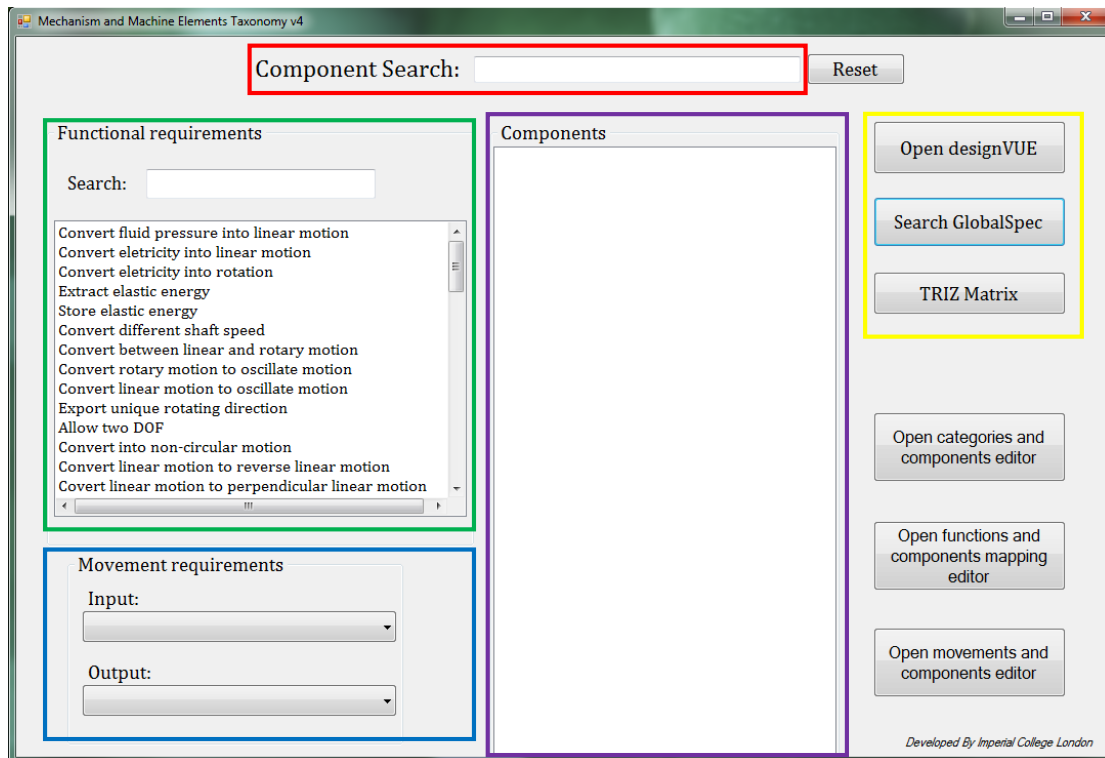 Mechanism and Machine Elements Taxonomy v4
Component Search:
Reset
Functional requirements
Search:
Convert fluid pressure into linear motion
Convert eletricity into linear motion
Convert eletricity into rotation
Extract elastic energy
Store elastic energy
Convert different shaft speed
Convert between linear and rotary motion
Convert rotary motion to oscillate motion
Convert linear motion to oscillate motion
Export unique rotating direction
Allow two DOF
Convert into non-circular motion
Convert linear motion to reverse linear motion
Covert linear motion to perpendicular linear motion
Movement requirements
Input:
Output:
Components
Open designVUE
Search GlobalSpec
TRIZ Matrix
Open categories and
components editor
Open functions and
components mapping
editor
Open movements and
components editor
Developed By Imperial College London